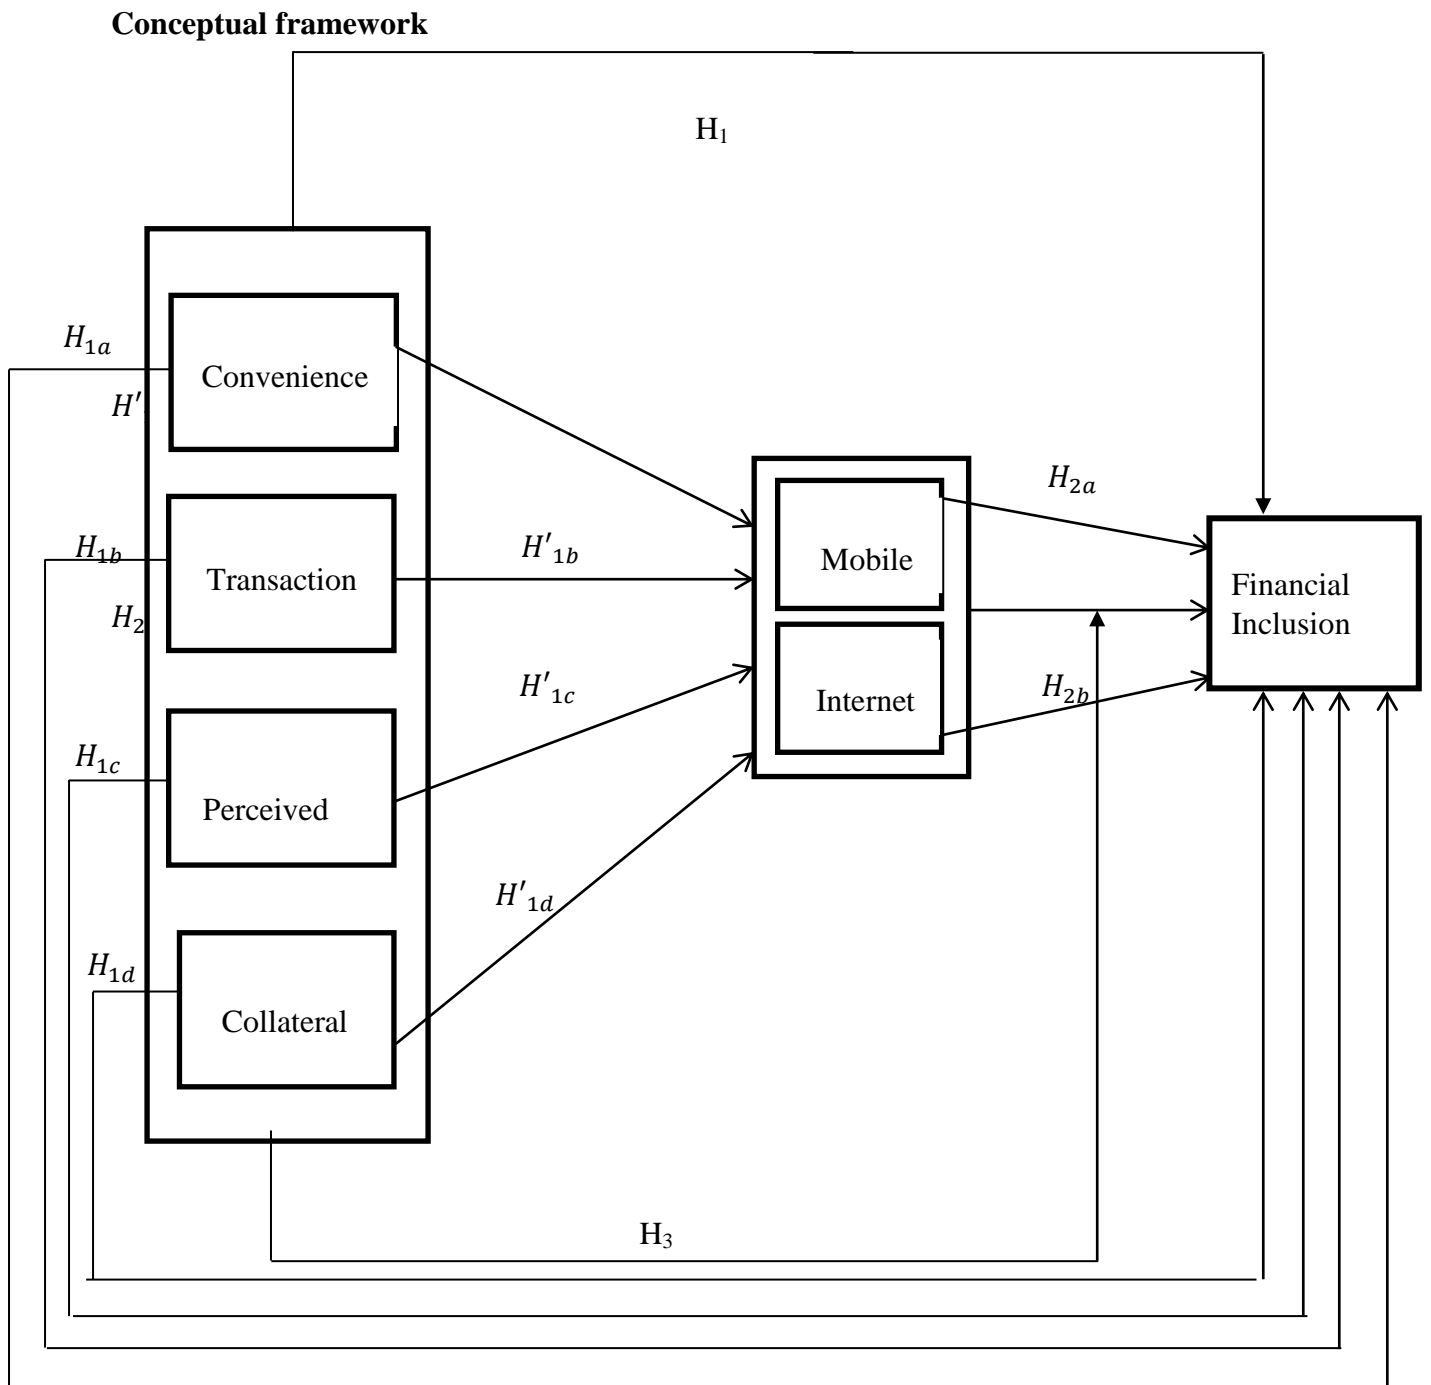 Conceptual framework
H₁
H₁ₐ
Convenience
H'
H₂ₐ
H₁b
Transaction
H'₁b
Mobile
Financial
Inclusion
H₂
H'₁c
Internet
H₂b
H₁c
Perceived
H'₁d
H₁d
Collateral
H₃